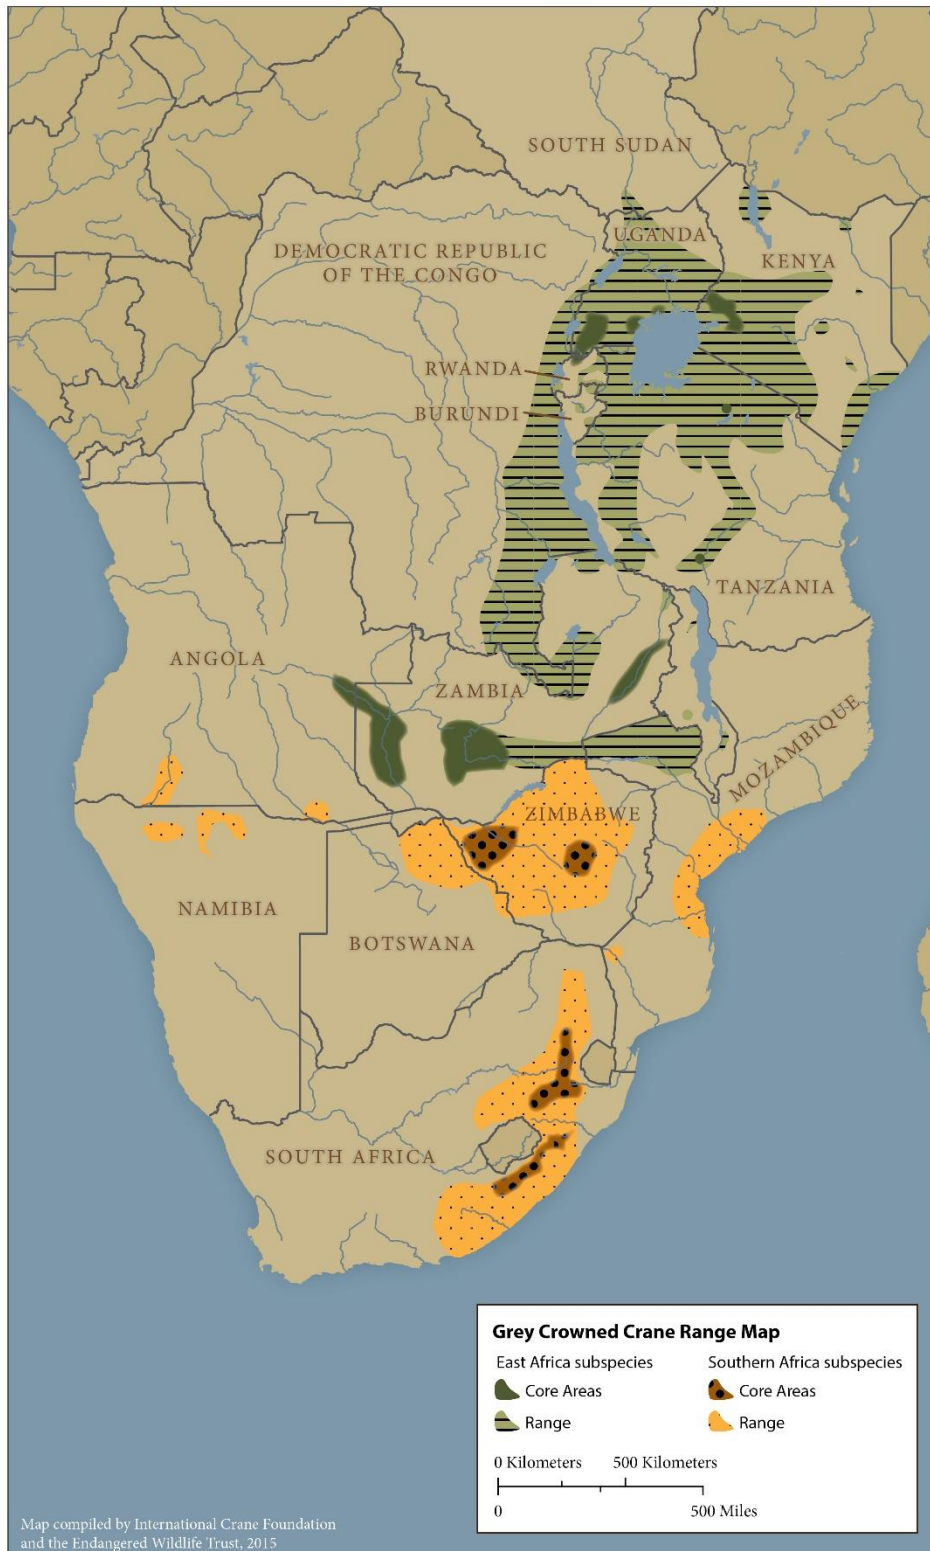 SOUTH SUDAN
UGANDA
DEMOCRATIC REPUBLIC
OF THE CONGO
KENYA
RWANDA
BURUNDI
TANZANIA
ANGOLA
ZAMBIA
MOZAMBIQUE
ZIMBABWE
NAMIBIA
BOTSWANA
SOUTH AFRICA
Grey Crowned Crane Range Map
East Africa subspecies
Core Areas
Range
Southern Africa subspecies
Core Areas
Range
0 Kilometers 500 Kilometers
0 500 Miles
Map compiled by International Crane Foundation
and the Endangered Wildlife Trust, 2015